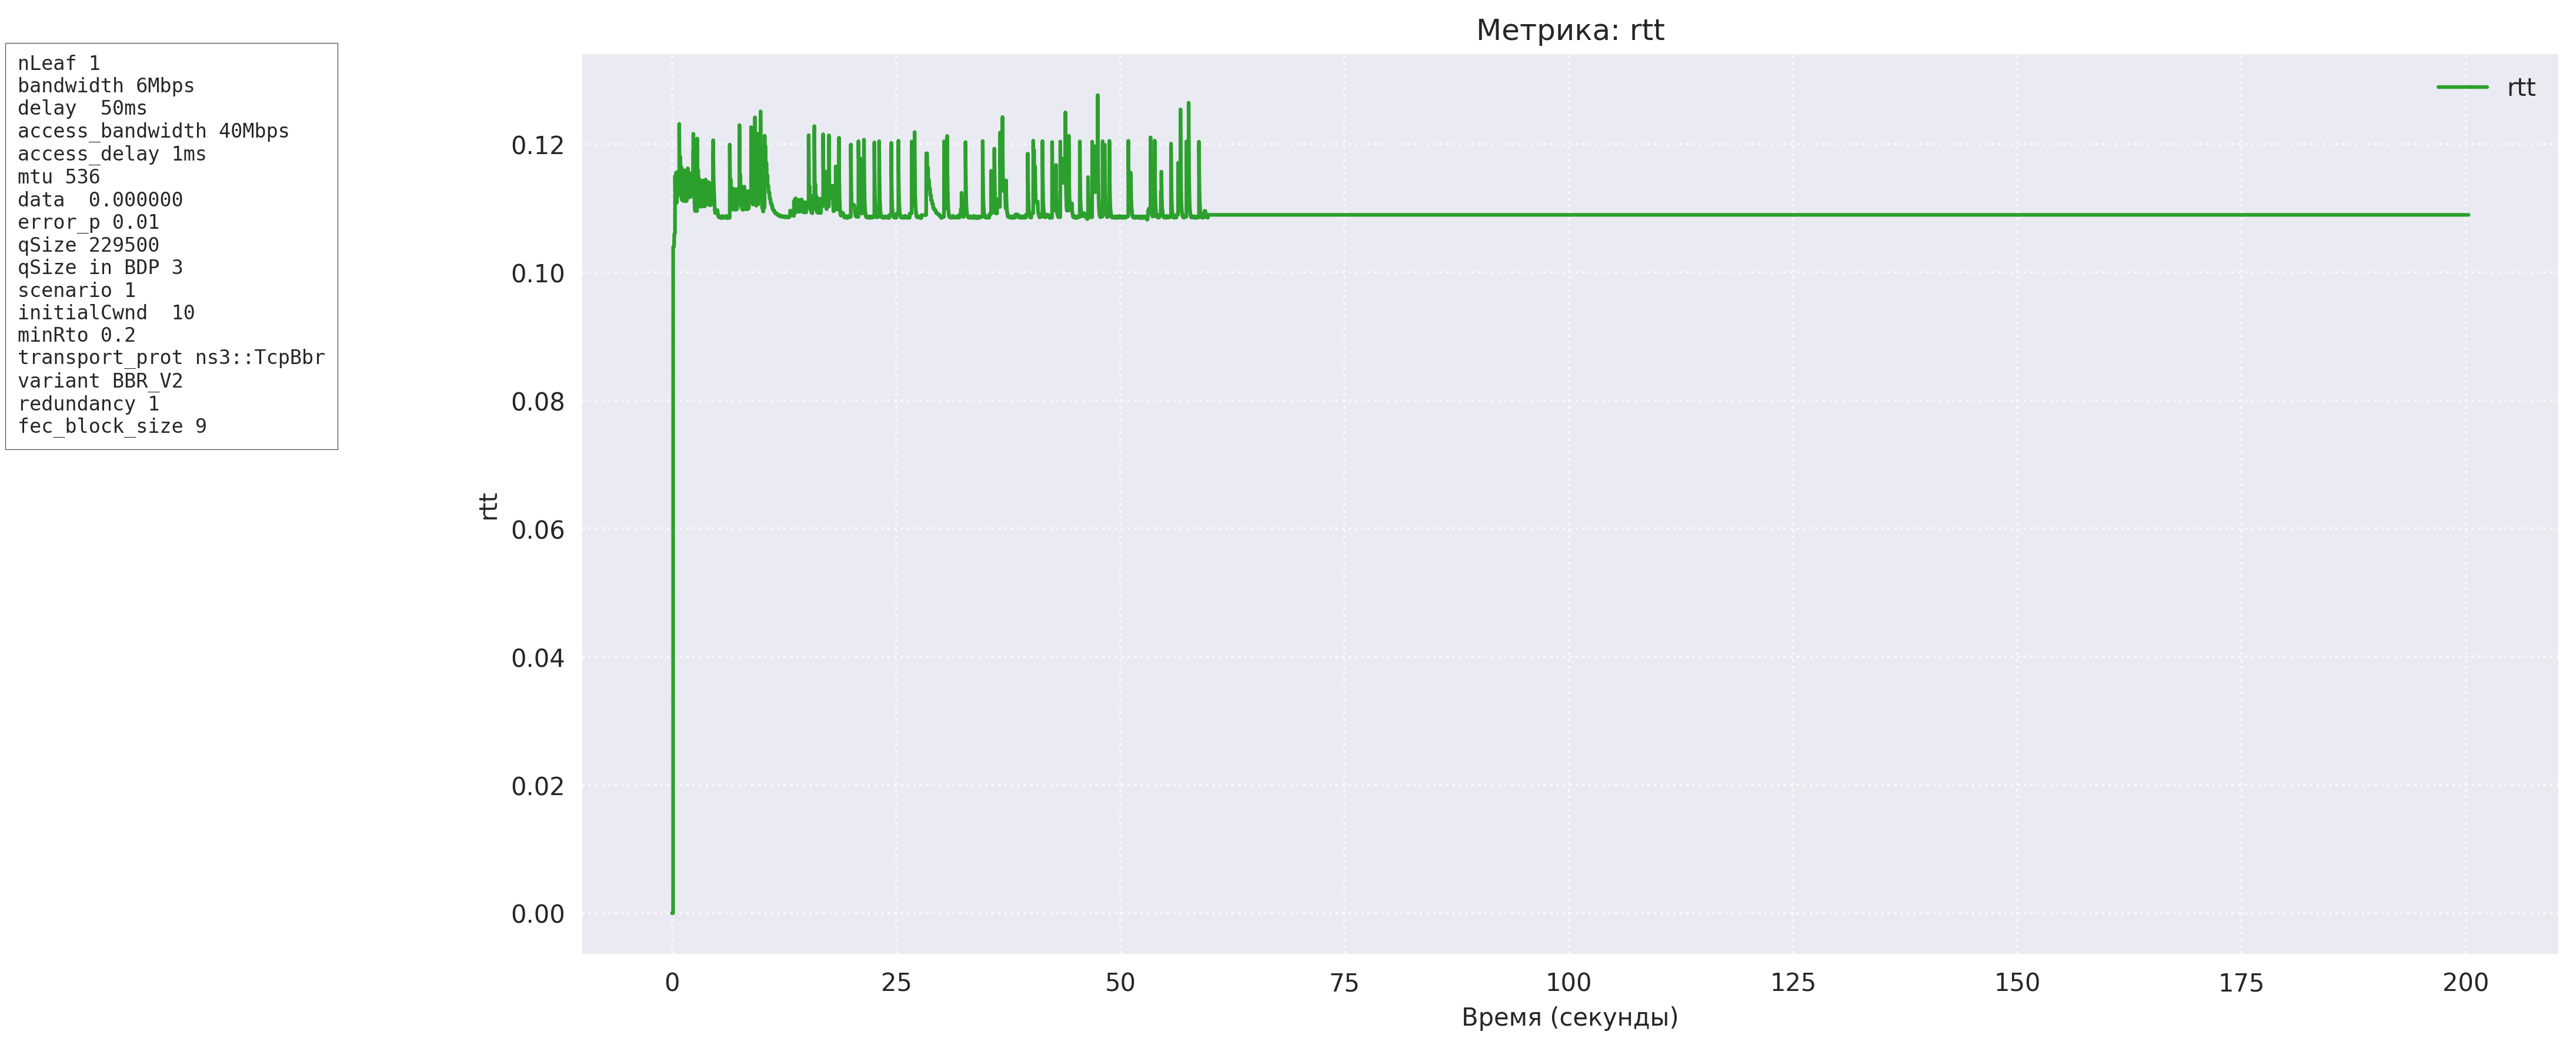 Метрика: rtt
nLeaf 1
bandwidth 6Mbps
delay  50ms
access_bandwidth 40Mbps
access_delay 1ms
mtu 536
data  0.000000
error_p 0.01
qSize 229500
qSize in BDP 3
scenario 1
initialCwnd  10
minRto 0.2
transport_prot ns3::TcpBbr
variant BBR_V2
redundancy 1
fec_block_size 9
rtt
rtt
0.12
0.10
0.08
0.06
0.04
0.02
0.00
0 25 50 75 100 125 150 175 200
Время (секунды)